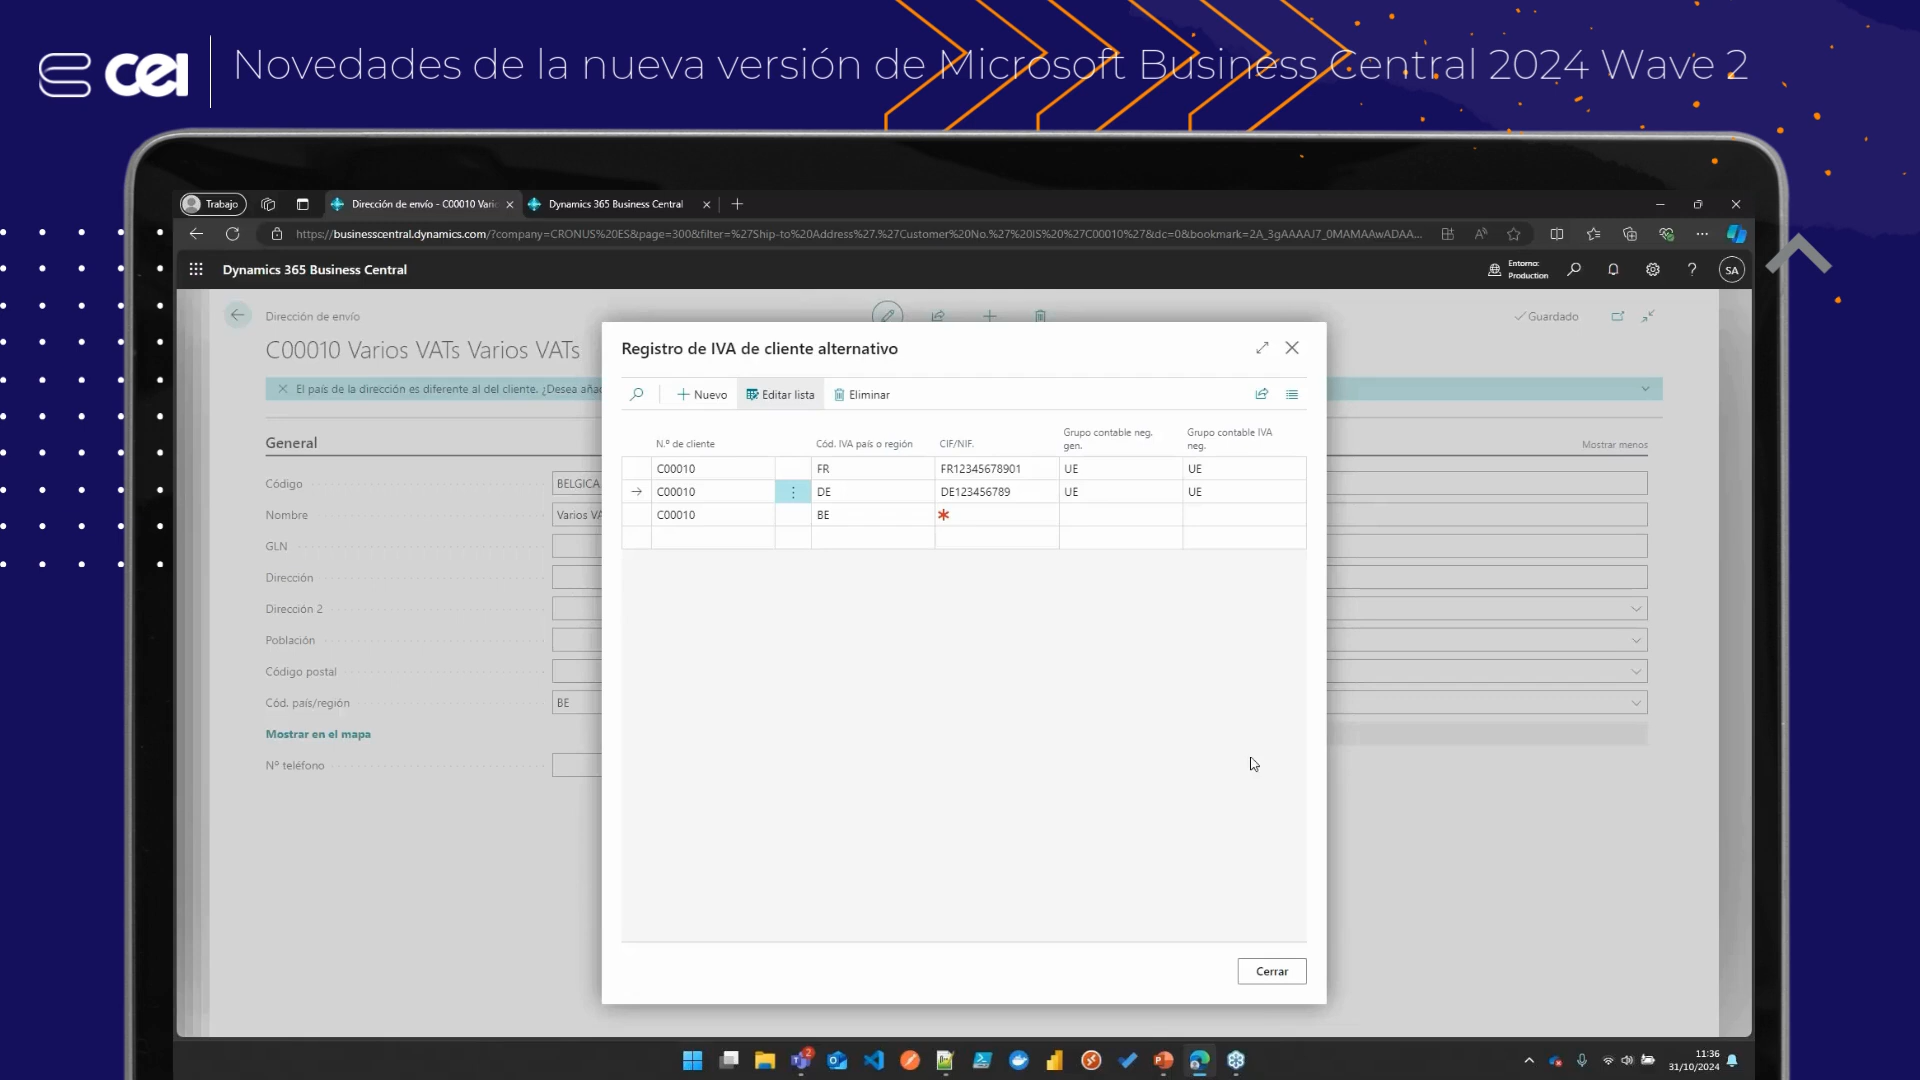 cei
Novedades de la nueva versión de Microsoft Business Central 2024 Wave 2
Trabajo
Dirección de envío - C00010 Vario
Dynamics 365 Business Central
https://businesscentral.dynamics.com/?company=CRONUS%20ES&page=300&filter=%27Ship-to%20Address%27.%27Customer%20No.%27%20IS%20%27C00010%27&dc=0&bookmark=2A_3gAAAAJ7_0MAMAAwADAA...
Dynamics 365 Business Central
Entorno:
Production
SA
Dirección de envío
Guardado
C00010 Varios VATs Varios VATs
El país de la dirección es diferente al del cliente. ¿Desea aña
General
Mostrar menos
Código
BELGICA
Nombre
Varios VA
GLN
Dirección
Dirección 2
Población
Código postal
Cód. país/región
BE
Mostrar en el mapa
Nº teléfono
Registro de IVA de cliente alternativo
Nuevo
Editar lista
Eliminar
N.º de cliente Cód. IVA país o región CIF/NIF. Grupo contable neg. gen. Grupo contable IVA neg.
C00010 FR FR12345678901 UE UE
C00010 DE DE123456789 UE UE
C00010 BE *
Cerrar
2
11:36
31/10/2024